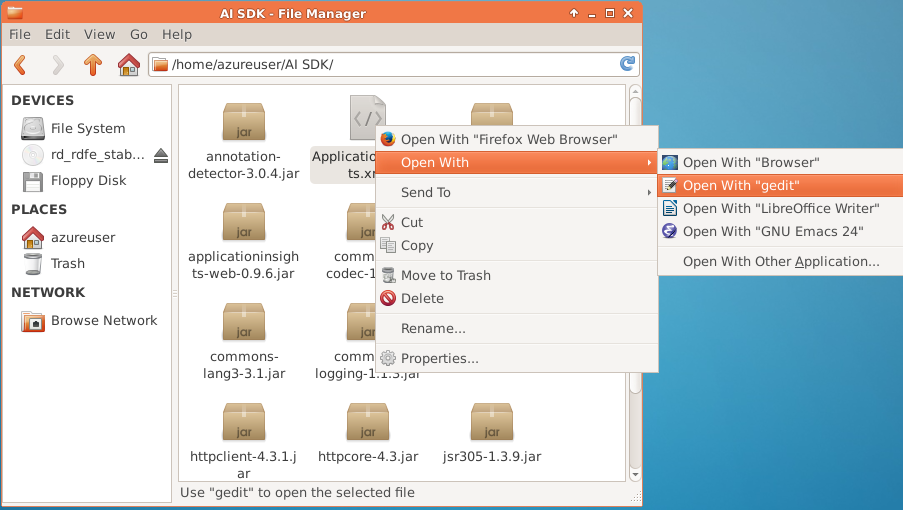 AI SDK - File Manager
File Edit View Go Help
/home/azureuser/AI SDK/
DEVICES
File System
rd_rdfe_stab...
Floppy Disk
PLACES
azureuser
Trash
NETWORK
Browse Network
jar
annotation-
detector-3.0.4.jar
</>
Application
ts.xm
jar
applicationinsigh
ts-web-0.9.6.jar
comm
codec-1
jar
commons-
lang3-3.1.jar
comm
logging-1.1.3.jar
jar
httpclient-4.3.1.j
ar
jar
httpcore-4.3.jar
jar
jsr305-1.3.9.jar
Use "gedit" to open the selected file
Open With "Firefox Web Browser"
Open With
Send To
Cut
Copy
Move to Trash
Delete
Rename...
Properties...
Open With "Browser"
Open With "gedit"
Open With "LibreOffice Writer"
Open With "GNU Emacs 24"
Open With Other Application...